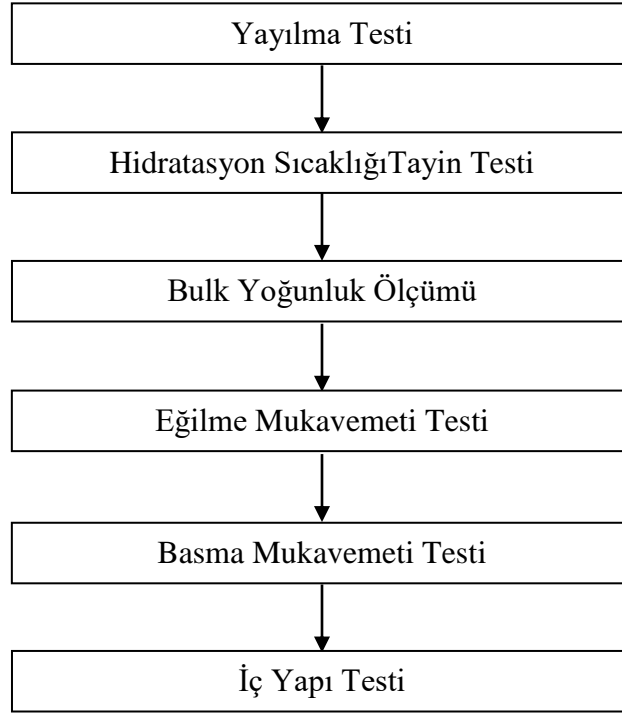 Yayılma Testi
Hidratasyon SıcaklığıTayin Testi
Bulk Yoğunluk Ölçümü
Eğilme Mukavemeti Testi
Basma Mukavemeti Testi
İç Yapı Testi